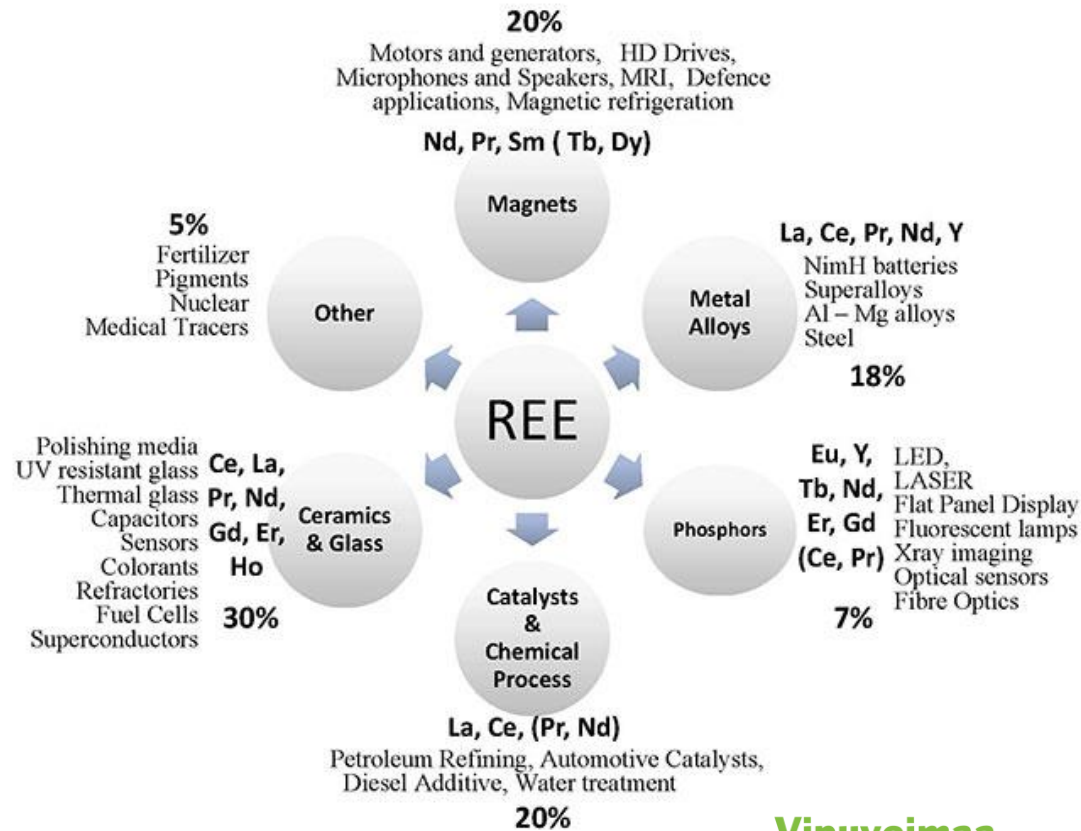 20%
Motors and generators, HD Drives,
Microphones and Speakers, MRI, Defence
applications, Magnetic refrigeration
Nd, Pr, Sm ( Tb, Dy)
Magnets
5%
Fertilizer
Pigments
Nuclear
Medical Tracers
Other
La, Ce, Pr, Nd, Y
NimH batteries
Superalloys
Al – Mg alloys
Steel
18%
Metal
Alloys
REE
Polishing media
UV resistant glass
Thermal glass
Capacitors
Sensors
Colorants
Refractories
Fuel Cells
Superconductors
Ce, La,
Pr, Nd,
Gd, Er,
Ho
30%
Ceramics
& Glass
Phosphors
Eu, Y,
Tb, Nd,
Er, Gd
(Ce, Pr)
7%
LED,
LASER
Flat Panel Display
Fluorescent lamps
Xray imaging
Optical sensors
Fibre Optics
Catalysts
&
Chemical
Process
La, Ce, (Pr, Nd)
Petroleum Refining, Automotive Catalysts,
Diesel Additive, Water treatment
20%